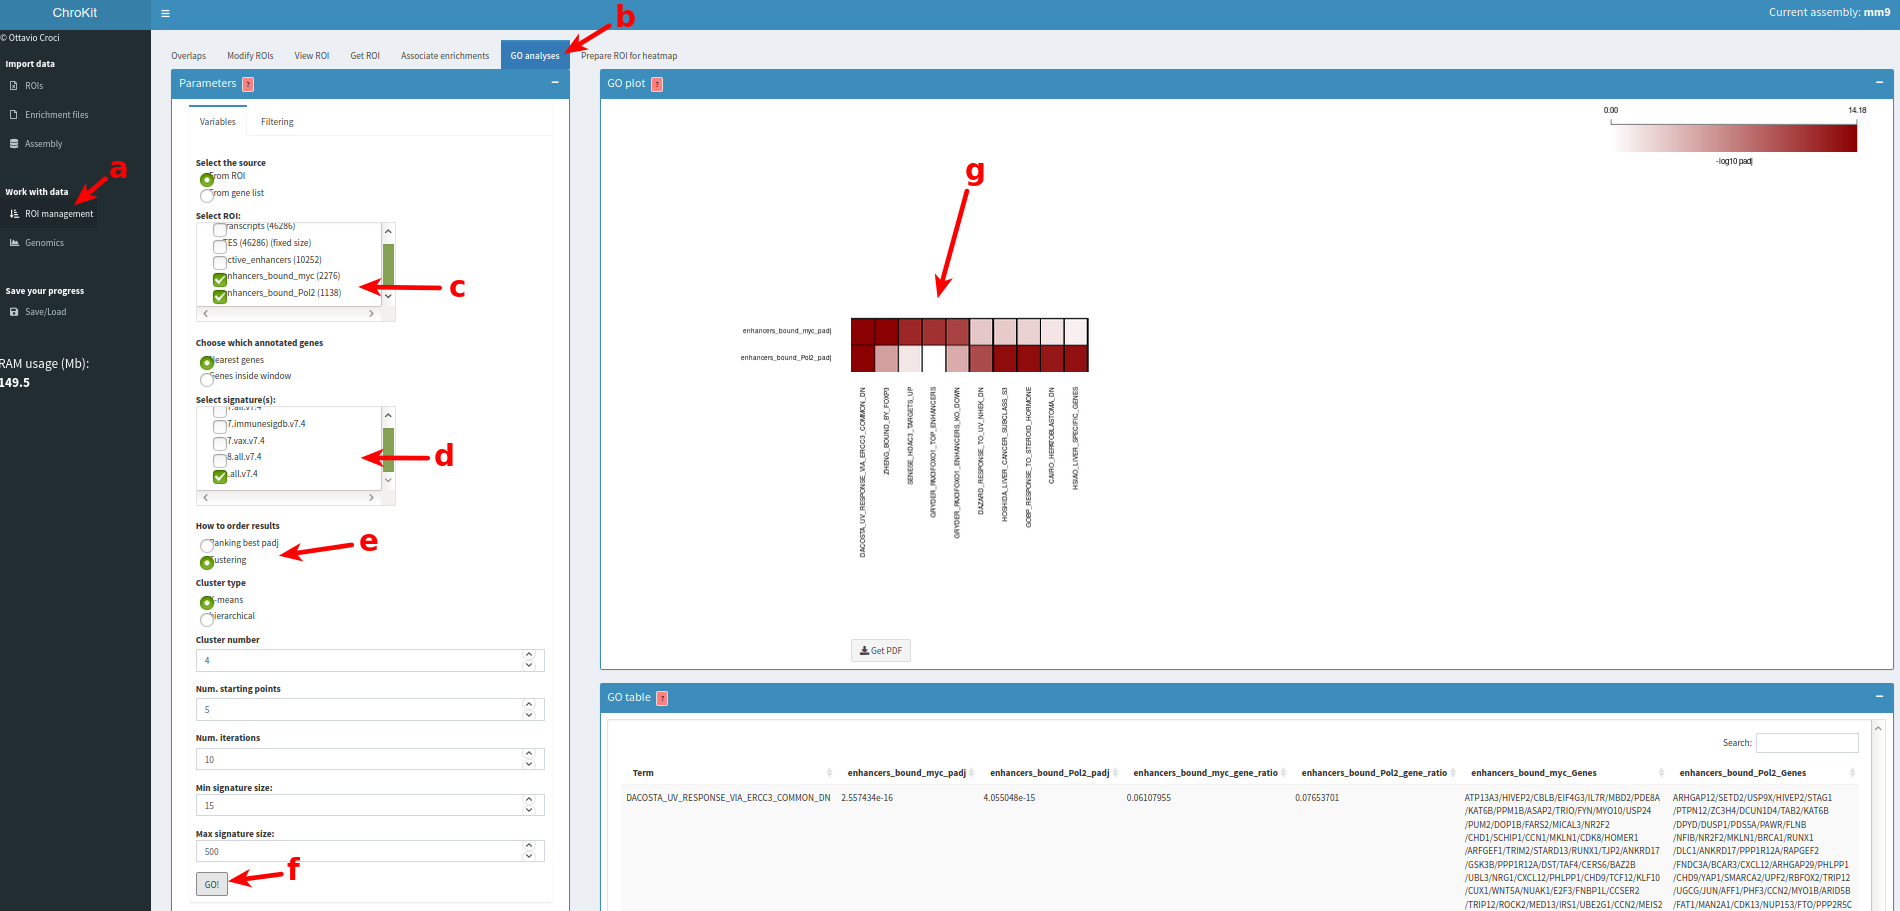 ChroKit
Current assembly: mm9
© Ottavio Croci
Import data
ROIs
Enrichment files
Assembly
a
Work with data
ROI management
Genomics
Save your progress
Save/Load
RAM usage (Mb):
149.5
b
Overlaps Modify ROIs View ROI Get ROI Associate enrichments GO analyses Prepare ROI for heatmap
Parameters ?
Variables Filtering
Select the source
From ROI
From gene list
Select ROI:
ranscripts (46286)
TES (46286) (fixed size)
ctive_enhancers (10252)
nhancers_bound_myc (2276)
nhancers_bound_Pol2 (1138)
c
Choose which annotated genes
Nearest genes
Genes inside window
Select signature(s):
7.all.v7.4
7.immunesigdb.v7.4
7.vax.v7.4
8.all.v7.4
.all.v7.4
d
How to order results
Ranking best padj
Clustering
e
Cluster type
K-means
hierarchical
Cluster number
4
Num. starting points
5
Num. iterations
10
Min signature size:
15
Max signature size:
500
GO!
f
GO plot ?
0.00 14.18
-log10 padj
g
enhancers_bound_myc_padj
enhancers_bound_Pol2_padj
DACOSTA_UV_RESPONSE_VIA_ERCC3_COMMON_DN
ZHENG_BOUND_BY_FOXP3
SENESE_HDAC3_TARGETS_UP
GRYDER_PAX3FOXO1_TOP_ENHANCERS
GRYDER_PAX3FOXO1_ENHANCERS_KO_DOWN
DAZARD_RESPONSE_TO_UV_NHEK_DN
HOSHIDA_LIVER_CANCER_SUBCLASS_S3
GOBP_RESPONSE_TO_STEROID_HORMONE
CAIRO_HEPATOBLASTOMA_DN
HSIAO_LIVER_SPECIFIC_GENES
Get PDF
GO table ?
Search:
Term enhancers_bound_myc_padj enhancers_bound_Pol2_padj enhancers_bound_myc_gene_ratio enhancers_bound_Pol2_gene_ratio enhancers_bound_myc_Genes enhancers_bound_Pol2_Genes
DACOSTA_UV_RESPONSE_VIA_ERCC3_COMMON_DN 2.557434e-16 4.055048e-15 0.06107955 0.07653701 ATP13A3/HIVEP2/CBLB/EIF4G3/IL7R/MBD2/PDE8A ARHGAP12/SETD2/USP9X/HIVEP2/STAG1
/KAT6B/PPM1B/ASAP2/TRIO/FYN/MYO10/USP24 /PTPN12/ZC3H4/DCUN1D4/TAB2/KAT6B
/PUM2/DOP1B/FARS2/MICAL3/NR2F2 /DPYD/DUSP1/PDS5A/PAWR/FLNB
/CHD1/SCHIP1/CCN1/MKLN1/CDK8/HOMER1 /NFIB/NR2F2/MKLN1/BRCA1/RUNX1
/ARFGEF1/TRIM2/STARD13/RUNX1/TJP2/ANKRD17 /DLC1/ANKRD17/PPP1R12A/RAPGEF2
/GSK3B/PPP1R12A/DST/TAF4/CERS6/BAZ2B /FNDC3A/BCAR3/CXCL12/ARHGAP29/PHLPP1
/UBL3/NRG1/CXCL12/PHLPP1/CHD9/TCF12/KLF10 /CHD9/YAP1/SMARCA2/UPF2/RBFOX2/TRIP12
/CUX1/WNT5A/NUAK1/E2F3/FNBP1L/CCSER2 /UGCG/JUN/AFF1/PHF3/CCN2/MYO1B/ARID5B
/TRIP12/ROCK2/MED13/IRS1/UBE2G1/CCN2/MEIS2 /FAT1/MAN2A1/CDK13/NUP153/FTO/PPP2R5C